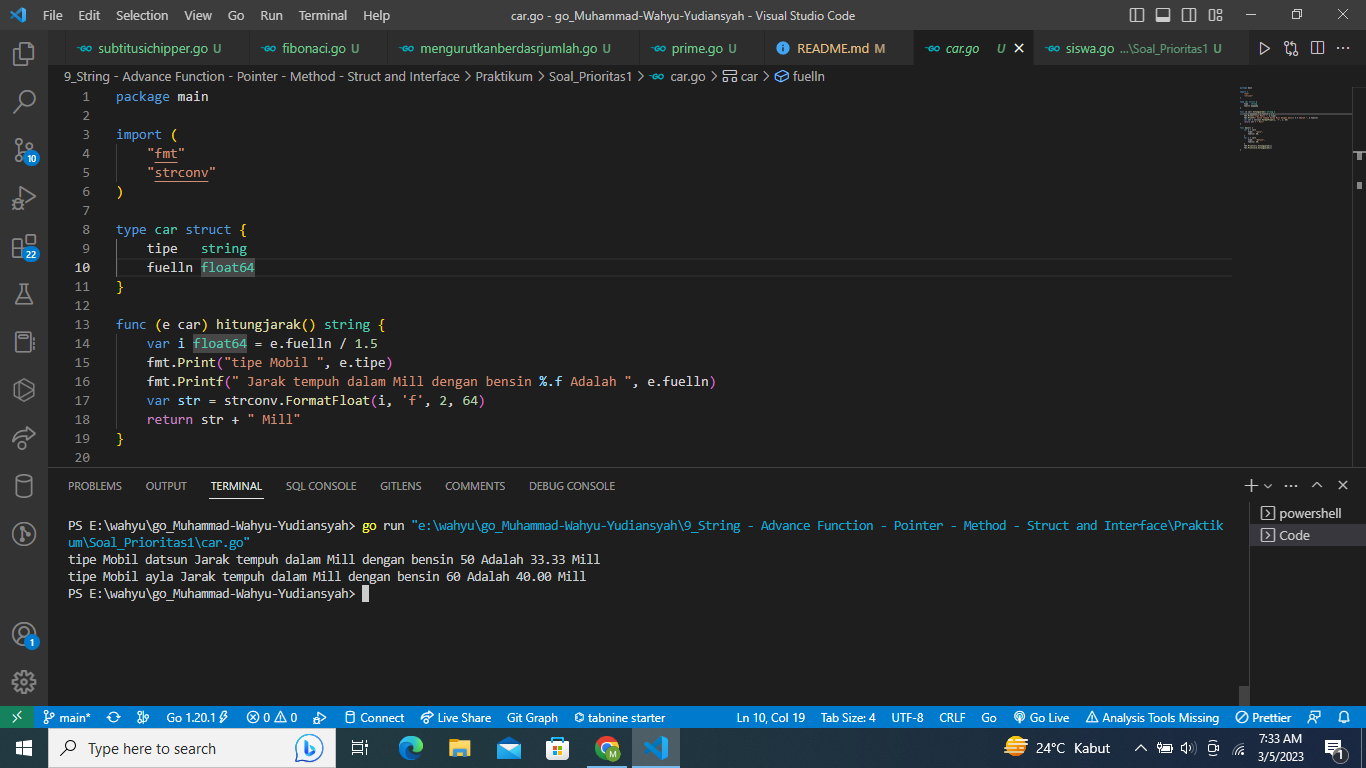 File Edit Selection View Go Run Terminal Help car.go - go_Muhammad-Wahyu-Yudiansyah - Visual Studio Code
subtitusichipper.go U fibonaci.go U mengurutkanberdasrjumlah.go U prime.go U README.md M car.go U siswa.go ...\Soal_Prioritas1 U
9_String - Advance Function - Pointer - Method - Struct and Interface > Praktikum > Soal_Prioritas1 > car.go > car > fuelln
1 package main
2
3 import (
4 "fmt"
5 "strconv"
6 )
7
8 type car struct {
9 tipe string
10 fuelln float64
11 }
12
13 func (e car) hitungjarak() string {
14 var i float64 = e.fuelln / 1.5
15 fmt.Print("tipe Mobil ", e.tipe)
16 fmt.Printf(" Jarak tempuh dalam Mill dengan bensin %.f Adalah ", e.fuelln)
17 var str = strconv.FormatFloat(i, 'f', 2, 64)
18 return str + " Mill"
19 }
20
10
22
1
PROBLEMS OUTPUT TERMINAL SQL CONSOLE GITLENS COMMENTS DEBUG CONSOLE
PS E:\wahyu\go_Muhammad-Wahyu-Yudiansyah> go run "e:\wahyu\go_Muhammad-Wahyu-Yudiansyah\9_String - Advance Function - Pointer - Method - Struct and Interface\Praktik
um\Soal_Prioritas1\car.go"
tipe Mobil datsun Jarak tempuh dalam Mill dengan bensin 50 Adalah 33.33 Mill
tipe Mobil ayla Jarak tempuh dalam Mill dengan bensin 60 Adalah 40.00 Mill
PS E:\wahyu\go_Muhammad-Wahyu-Yudiansyah>
powershell
Code
main* Go 1.20.1 0 0 Connect Live Share Git Graph tabnine starter Ln 10, Col 19 Tab Size: 4 UTF-8 CRLF Go Go Live Analysis Tools Missing Prettier
Type here to search 24°C Kabut 7:33 AM
3/5/2023
1